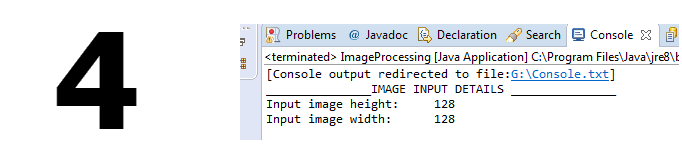 4
Problems @ Javadoc Declaration Search Console
<terminated> ImageProcessing [Java Application] C:\Program Files\Java\jre8\b
[Console output redirected to file:G:\Console.txt]
_______________IMAGE INPUT DETAILS _______________
Input image height: 128
Input image width: 128